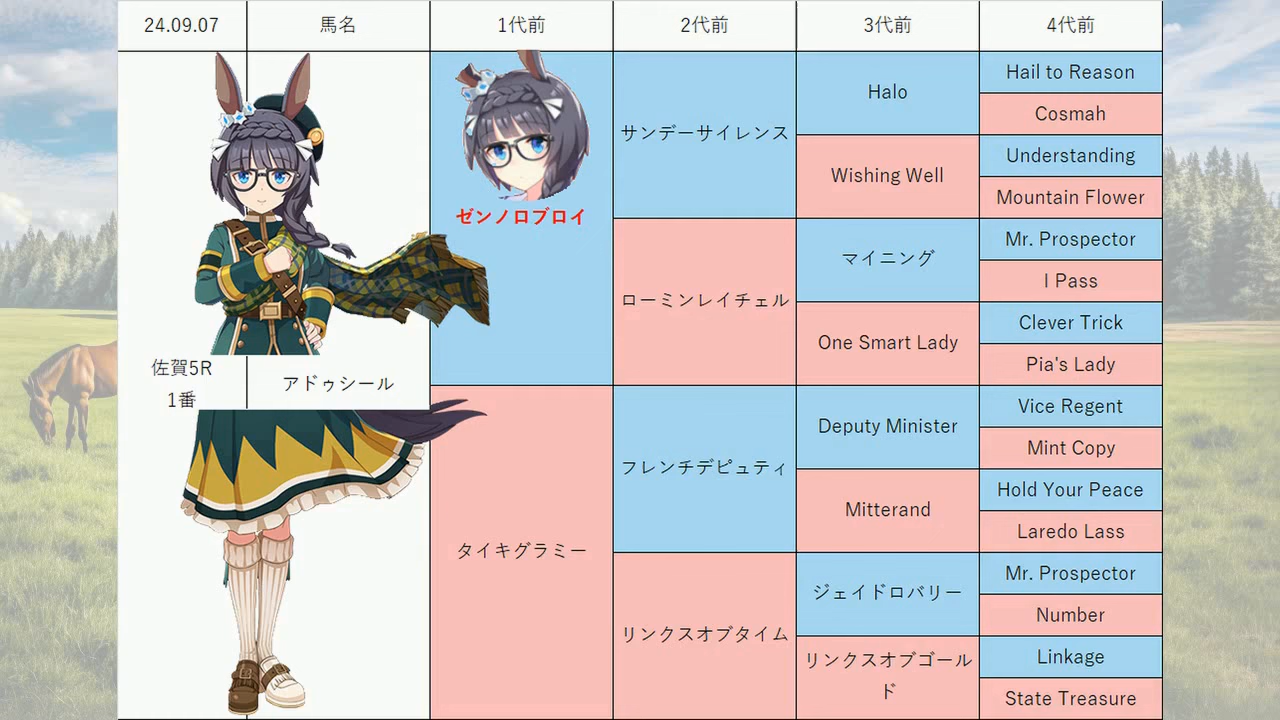 24.09.07
馬名
1代前
2代前
3代前
4代前
佐賀5R
1番
アドゥシール
ゼンノロブロイ
タイキグラミー
サンデーサイレンス
ローミンレイチェル
フレンチデピュティ
リンクスオブタイム
Halo
Wishing Well
マイニング
One Smart Lady
Deputy Minister
Mitterand
ジェイドロバリー
リンクスオブゴール
ド
Hail to Reason
Cosmah
Understanding
Mountain Flower
Mr. Prospector
I Pass
Clever Trick
Pia's Lady
Vice Regent
Mint Copy
Hold Your Peace
Laredo Lass
Mr. Prospector
Number
Linkage
State Treasure